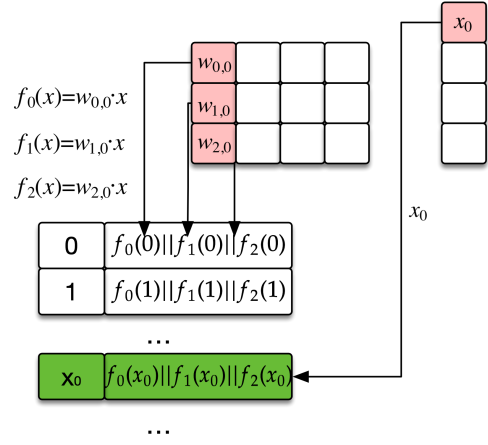 x₀
w₀,₀
f₀(x)=w₀,₀·x
w₁,₀
f₁(x)=w₁,₀·x
w₂,₀
f₂(x)=w₂,₀·x
x₀
0 f₀(0)||f₁(0)||f₂(0)
1 f₀(1)||f₁(1)||f₂(1)
...
x₀ f₀(x₀)||f₁(x₀)||f₂(x₀)
...